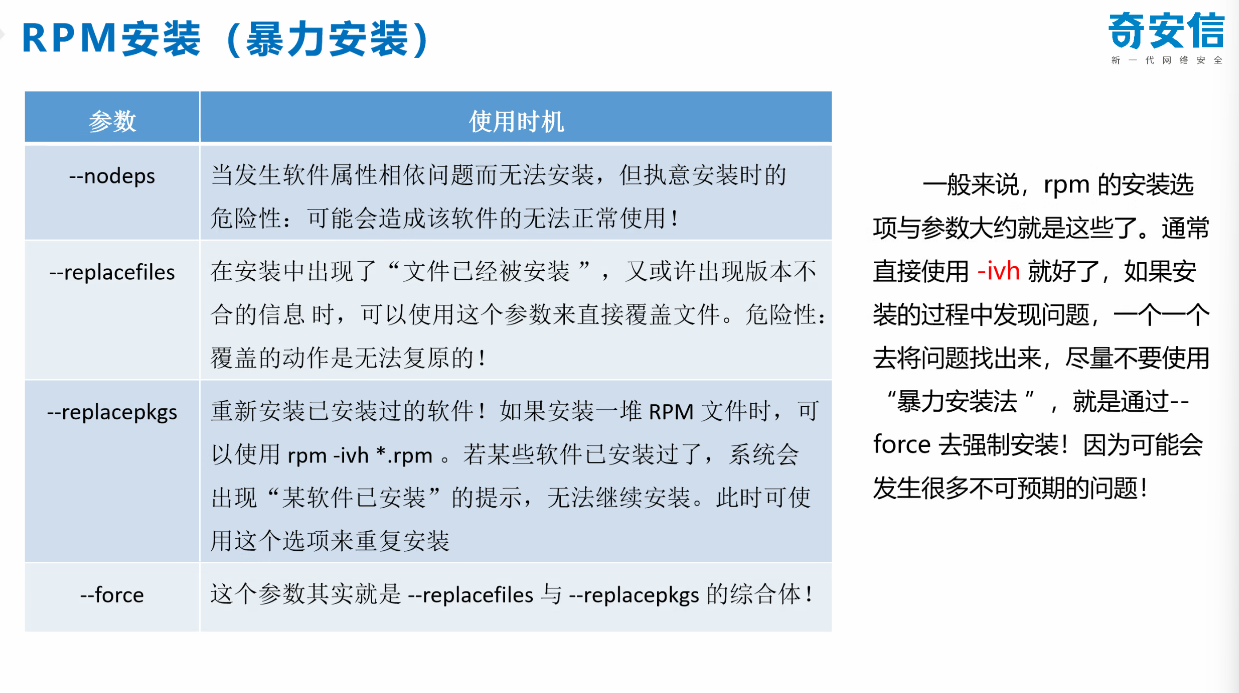 RPM安装（暴力安装）
奇安信
新一代网络安全
参数
使用时机
--nodeps
当发生软件属性相依问题而无法安装，但执意安装时的
危险性：可能会造成该软件的无法正常使用！
--replacefiles
在安装中出现了“文件已经被安装 ”，又或许出现版本不
合的信息 时，可以使用这个参数来直接覆盖文件。危险性：
覆盖的动作是无法复原的！
--replacepkgs
重新安装已安装过的软件！如果安装一堆 RPM 文件时，可
以使用 rpm -ivh *.rpm 。若某些软件已安装过了，系统会
出现“某软件已安装”的提示，无法继续安装。此时可使
用这个选项来重复安装
--force
这个参数其实就是 --replacefiles 与 --replacepkgs 的综合体！
一般来说，rpm 的安装选
项与参数大约就是这些了。通常
直接使用 -ivh 就好了，如果安
装的过程中发现问题，一个一个
去将问题找出来，尽量不要使用
“暴力安装法 ”，就是通过--
force 去强制安装！因为可能会
发生很多不可预期的问题！